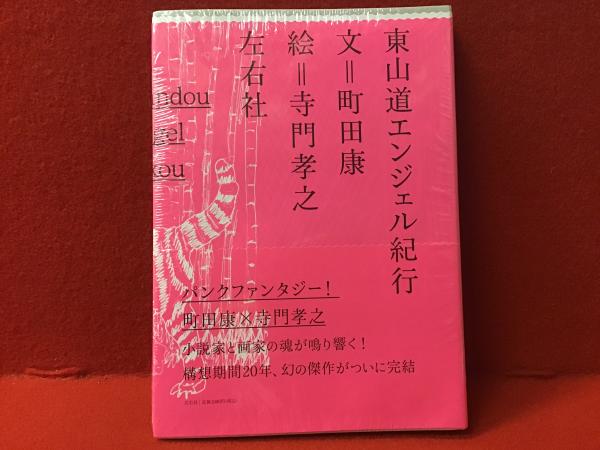 東山道エンジェル紀行
文=町田康
絵=寺門孝之
左右社
ndou
gel
kou
パンクファンタジー!
町田康×寺門孝之
小説家と画家の魂が鳴り響く!
構想期間20年、幻の傑作がついに完結